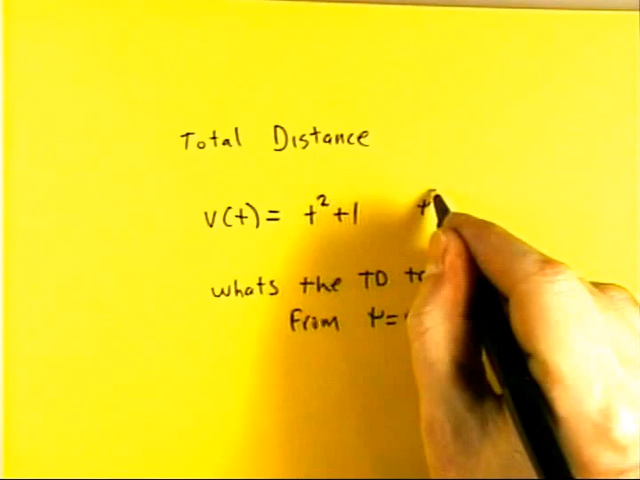 Total Distance
v(t) = t²+1 t
whats the TD
From t=